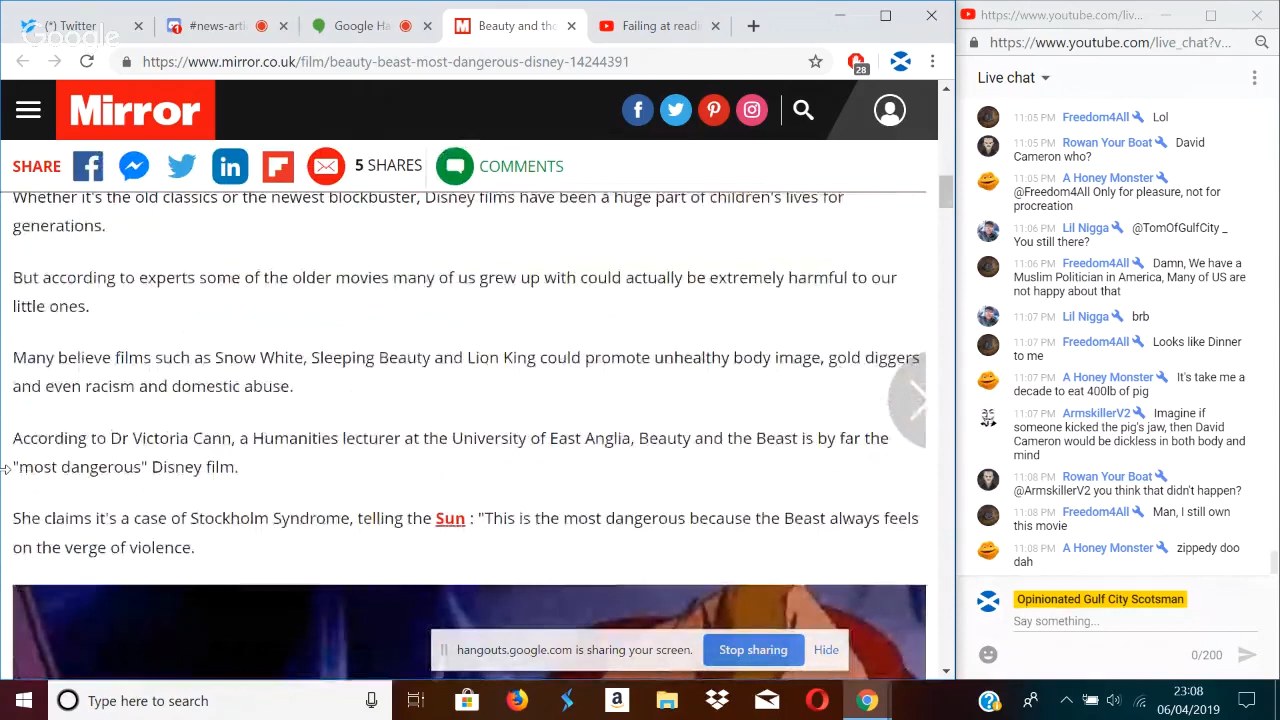 (*) Twitter
#news-artic
Google Ha
Beauty and the
Failing at readi
Google
https://www.youtube.com/liv...
https://www.mirror.co.uk/film/beauty-beast-most-dangerous-disney-14244391
28
https://www.youtube.com/live_chat?v...
Mirror
Live chat
SHARE
5 SHARES
COMMENTS
Whether it's the old classics or the newest blockbuster, Disney films have been a huge part of children's lives for
generations.
But according to experts some of the older movies many of us grew up with could actually be extremely harmful to our
little ones.
Many believe films such as Snow White, Sleeping Beauty and Lion King could promote unhealthy body image, gold diggers
and even racism and domestic abuse.
According to Dr Victoria Cann, a Humanities lecturer at the University of East Anglia, Beauty and the Beast is by far the
"most dangerous" Disney film.
She claims it's a case of Stockholm Syndrome, telling the Sun : "This is the most dangerous because the Beast always feels
on the verge of violence.
hangouts.google.com is sharing your screen.
Stop sharing
Hide
11:05 PM Freedom4All Lol
11:05 PM Rowan Your Boat David
Cameron who?
11:05 PM A Honey Monster
@Freedom4All Only for pleasure, not for
procreation
11:06 PM Lil Nigga @TomOfGulfCity _
You still there?
11:06 PM Freedom4All Damn, We have a
Muslim Politician in America, Many of US are
not happy about that
11:07 PM Lil Nigga brb
11:07 PM Freedom4All Looks like Dinner
to me
11:07 PM A Honey Monster It's take me a
decade to eat 400lb of pig
11:07 PM ArmskillerV2 Imagine if
someone kicked the pig's jaw, then David
Cameron would be dickless in both body and
mind
11:08 PM Rowan Your Boat
@ArmskillerV2 you think that didn't happen?
11:08 PM Freedom4All Man, I still own
this movie
11:08 PM A Honey Monster zippedy doo
dah
Opinionated Gulf City Scotsman
Say something...
0/200
Type here to search
23:08
06/04/2019